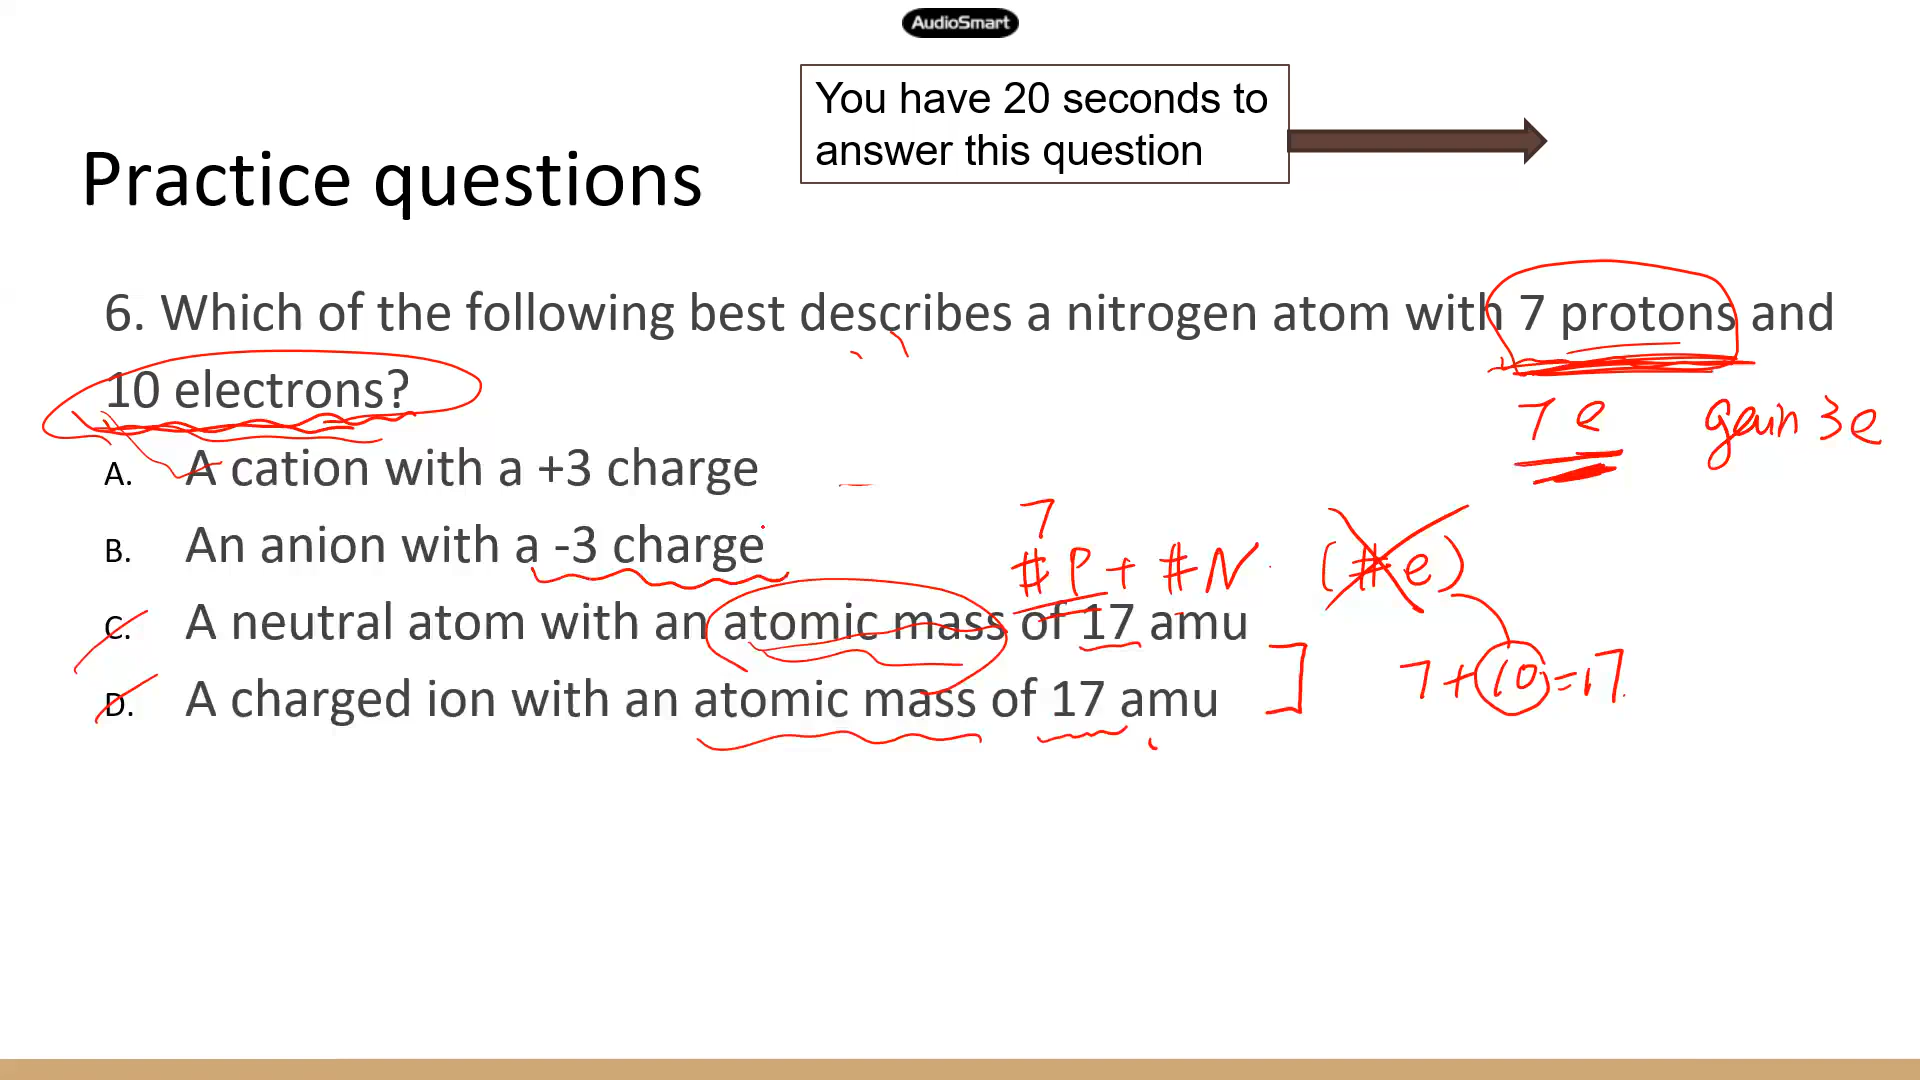 AudioSmart
You have 20 seconds to
answer this question
Practice questions
6. Which of the following best describes a nitrogen atom with 7 protons and
10 electrons?
7 e gain 3e
A. A cation with a +3 charge
B. An anion with a -3 charge
7
#P + #N (#e)
C. A neutral atom with an atomic mass of 17 amu
D. A charged ion with an atomic mass of 17 amu
7+10=17